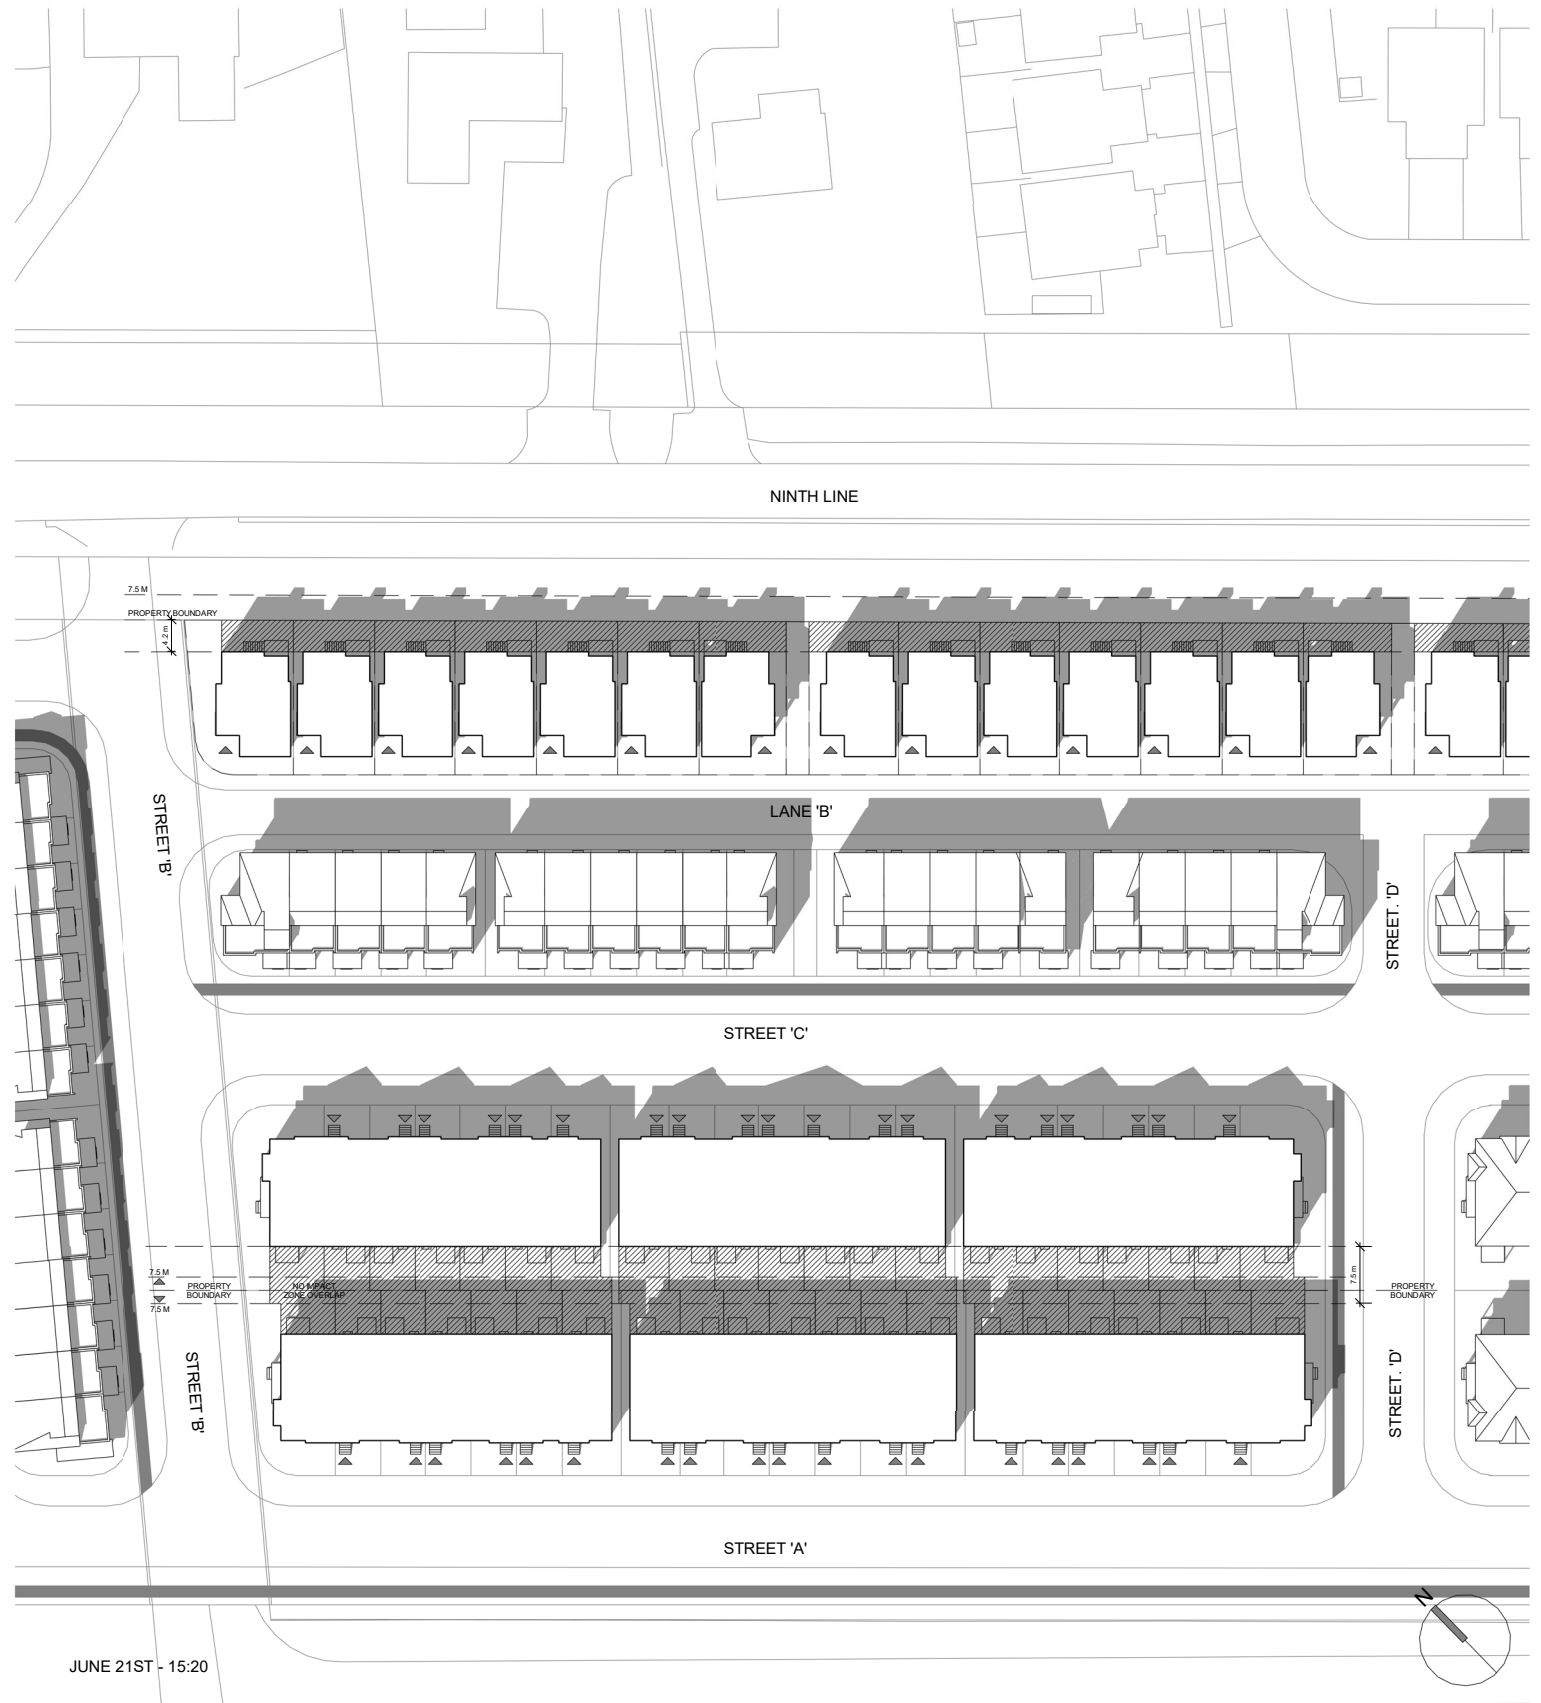 NINTH LINE
7.5 M
PROPERTY BOUNDARY
4.2 m
LANE 'B'
STREET 'B'
STREET. 'D'
STREET 'C'
7.5 M
PROPERTY
BOUNDARY
NO IMPACT
ZONE OVERLAP
7.5 M
7.5 m
PROPERTY
BOUNDARY
STREET 'B'
STREET. 'D'
STREET 'A'
N
JUNE 21ST - 15:20